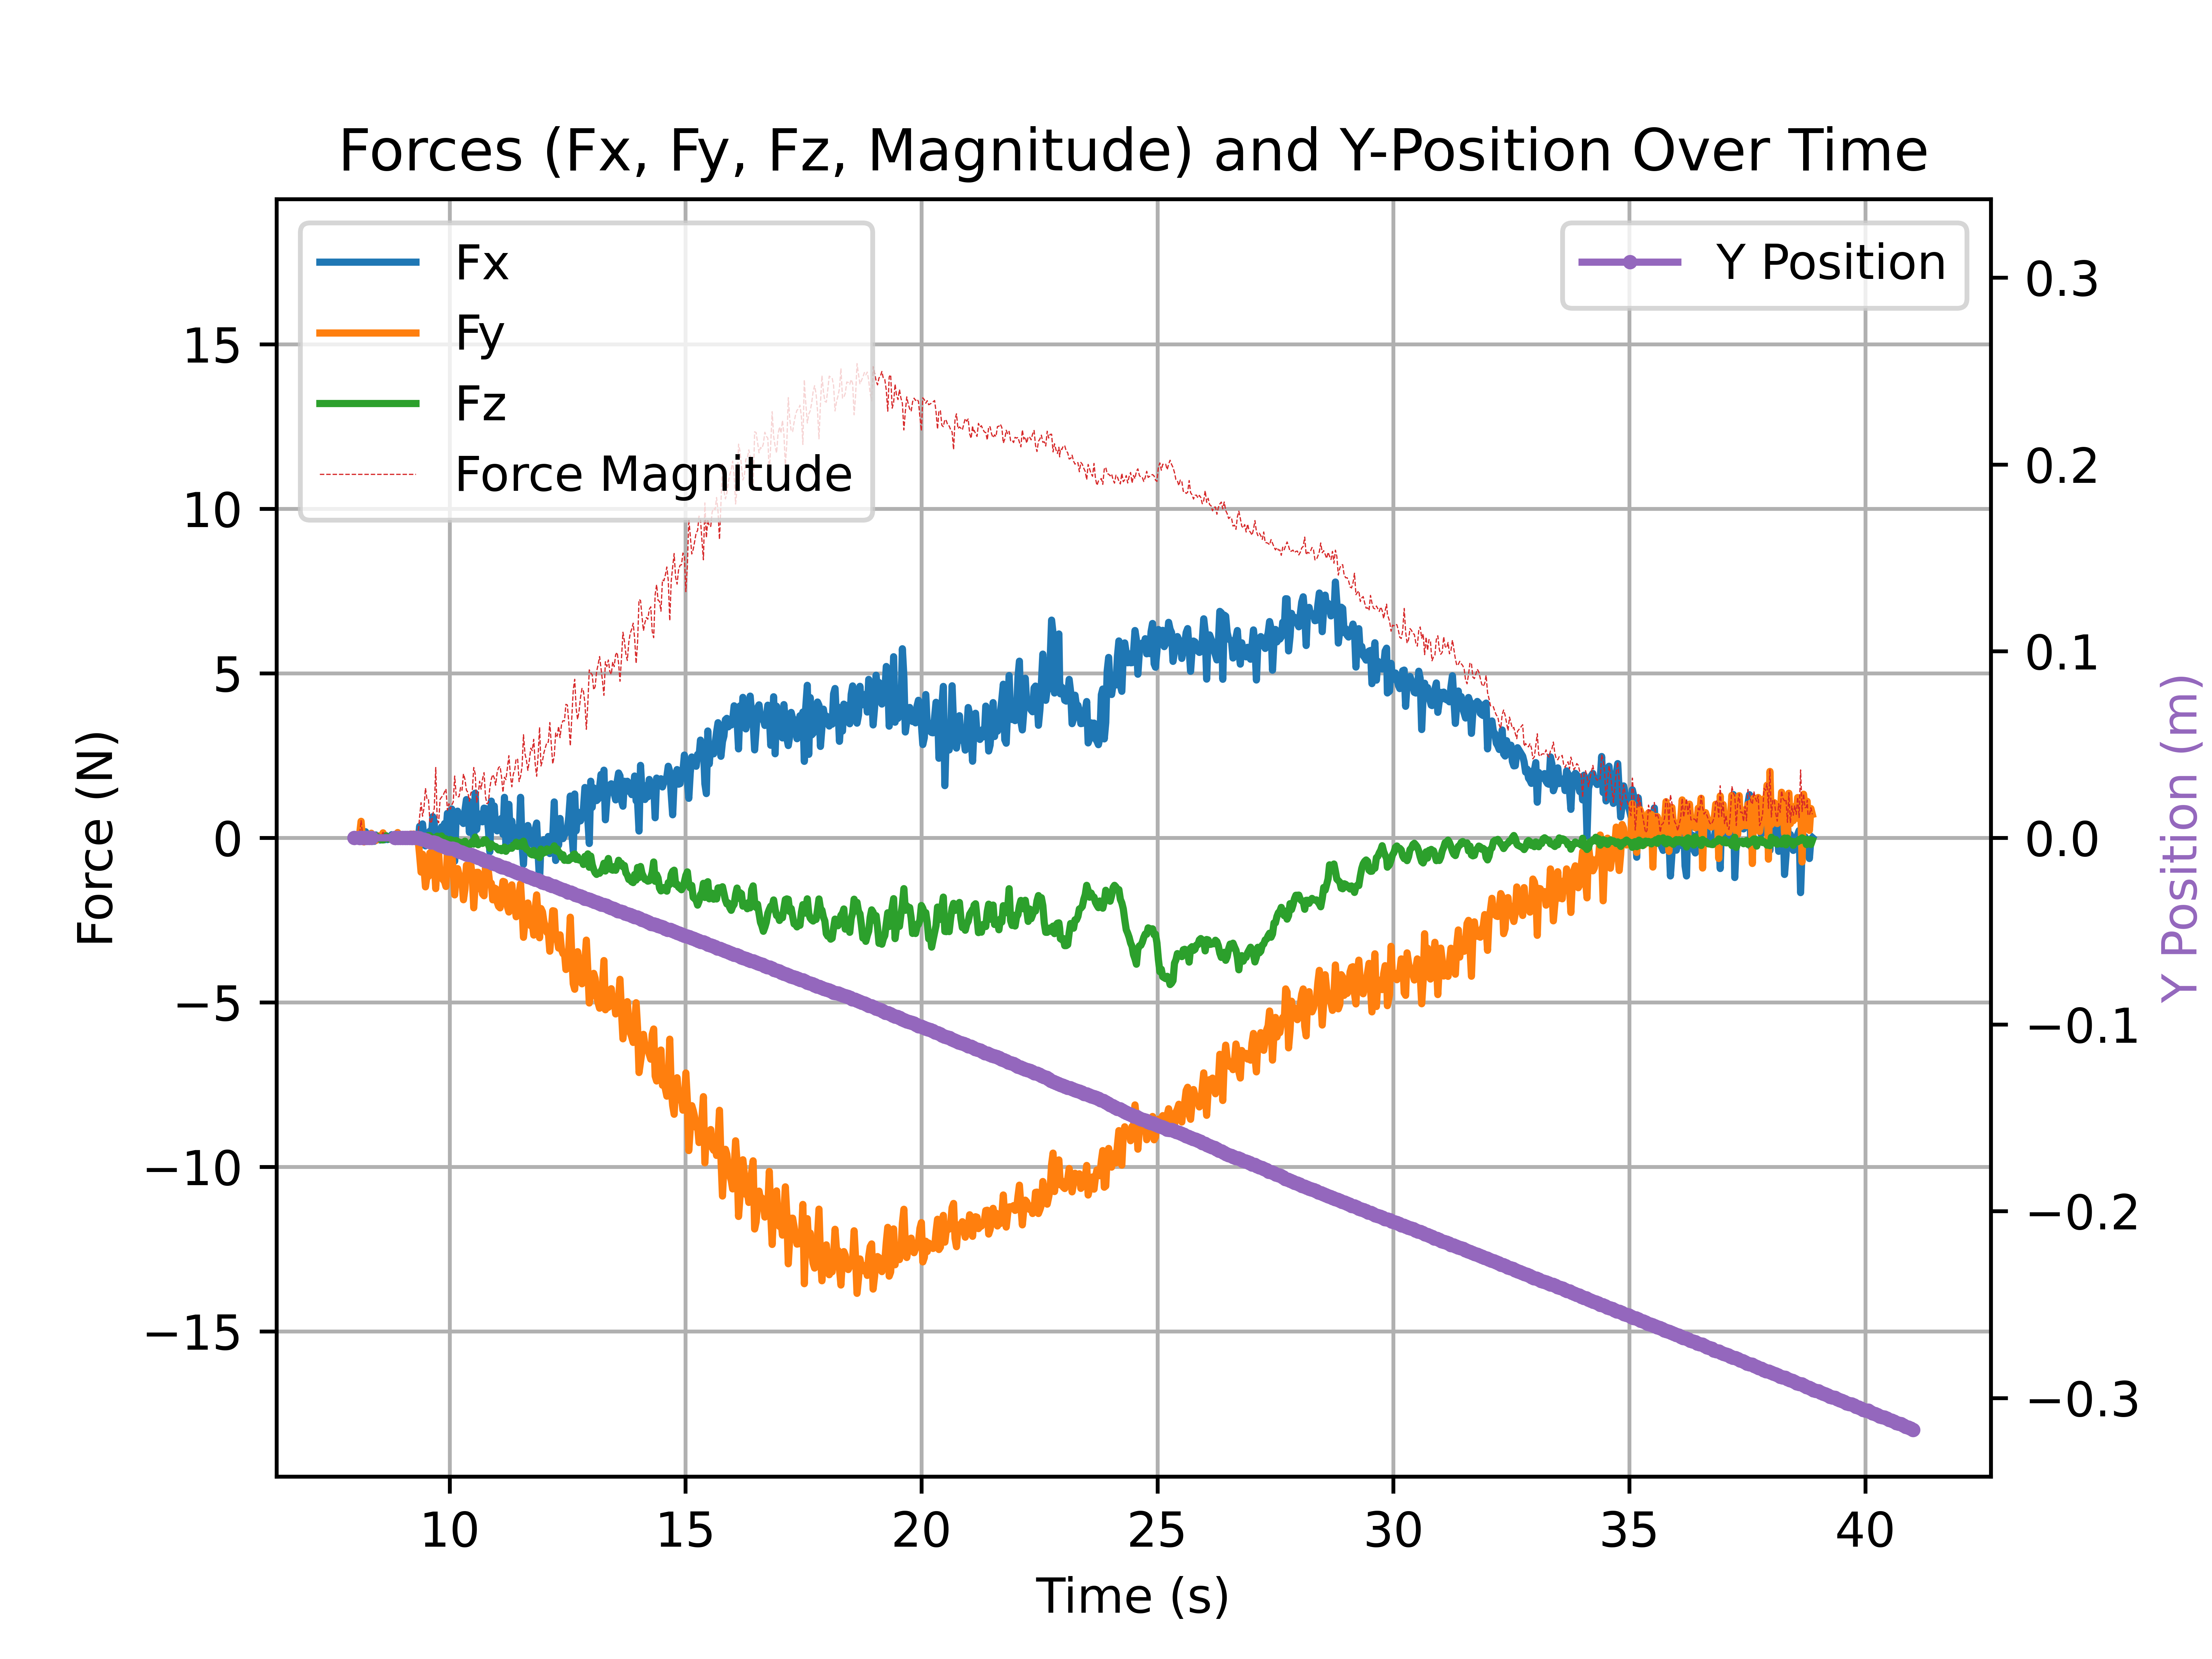 Forces (Fx, Fy, Fz, Magnitude) and Y-Position Over Time
Fx
Fy
Fz
Force Magnitude
Y Position
15
10
5
0
−5
−10
−15
Force (N)
0.3
0.2
0.1
0.0
−0.1
−0.2
−0.3
Y Position (m)
10 15 20 25 30 35 40
Time (s)